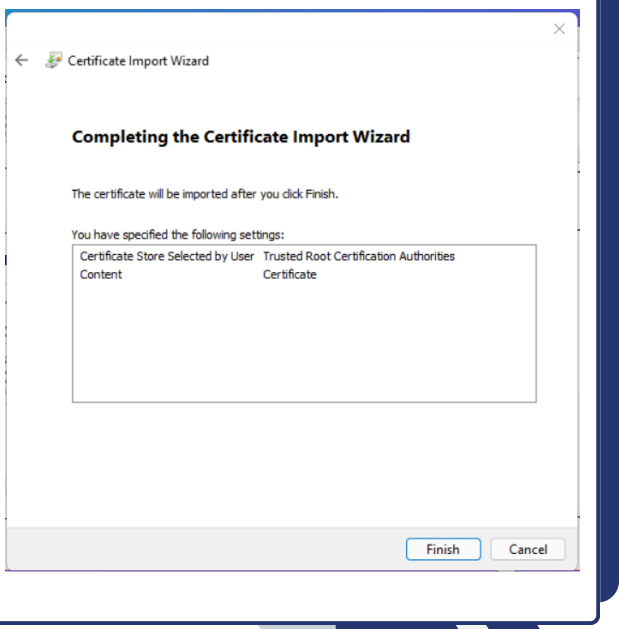 Certificate Import Wizard
Completing the Certificate Import Wizard
The certificate will be imported after you click Finish.
You have specified the following settings:
Certificate Store Selected by User Trusted Root Certification Authorities
Content Certificate
Finish Cancel